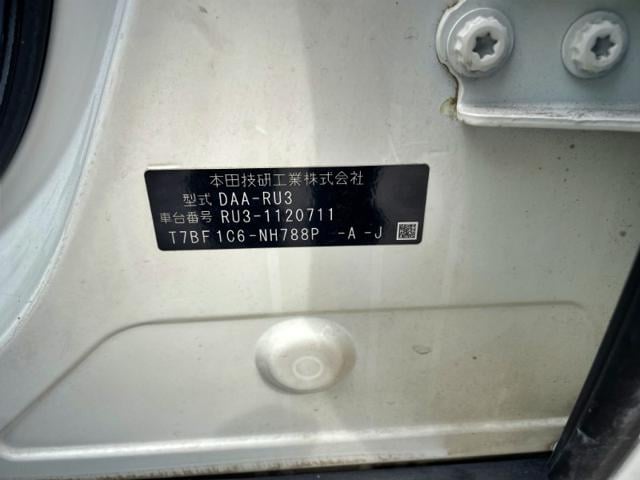 本田技研工業株式会社
型式 DAA-RU3
車台番号 RU3-1120711
T7BF1C6-NH788P -A -J